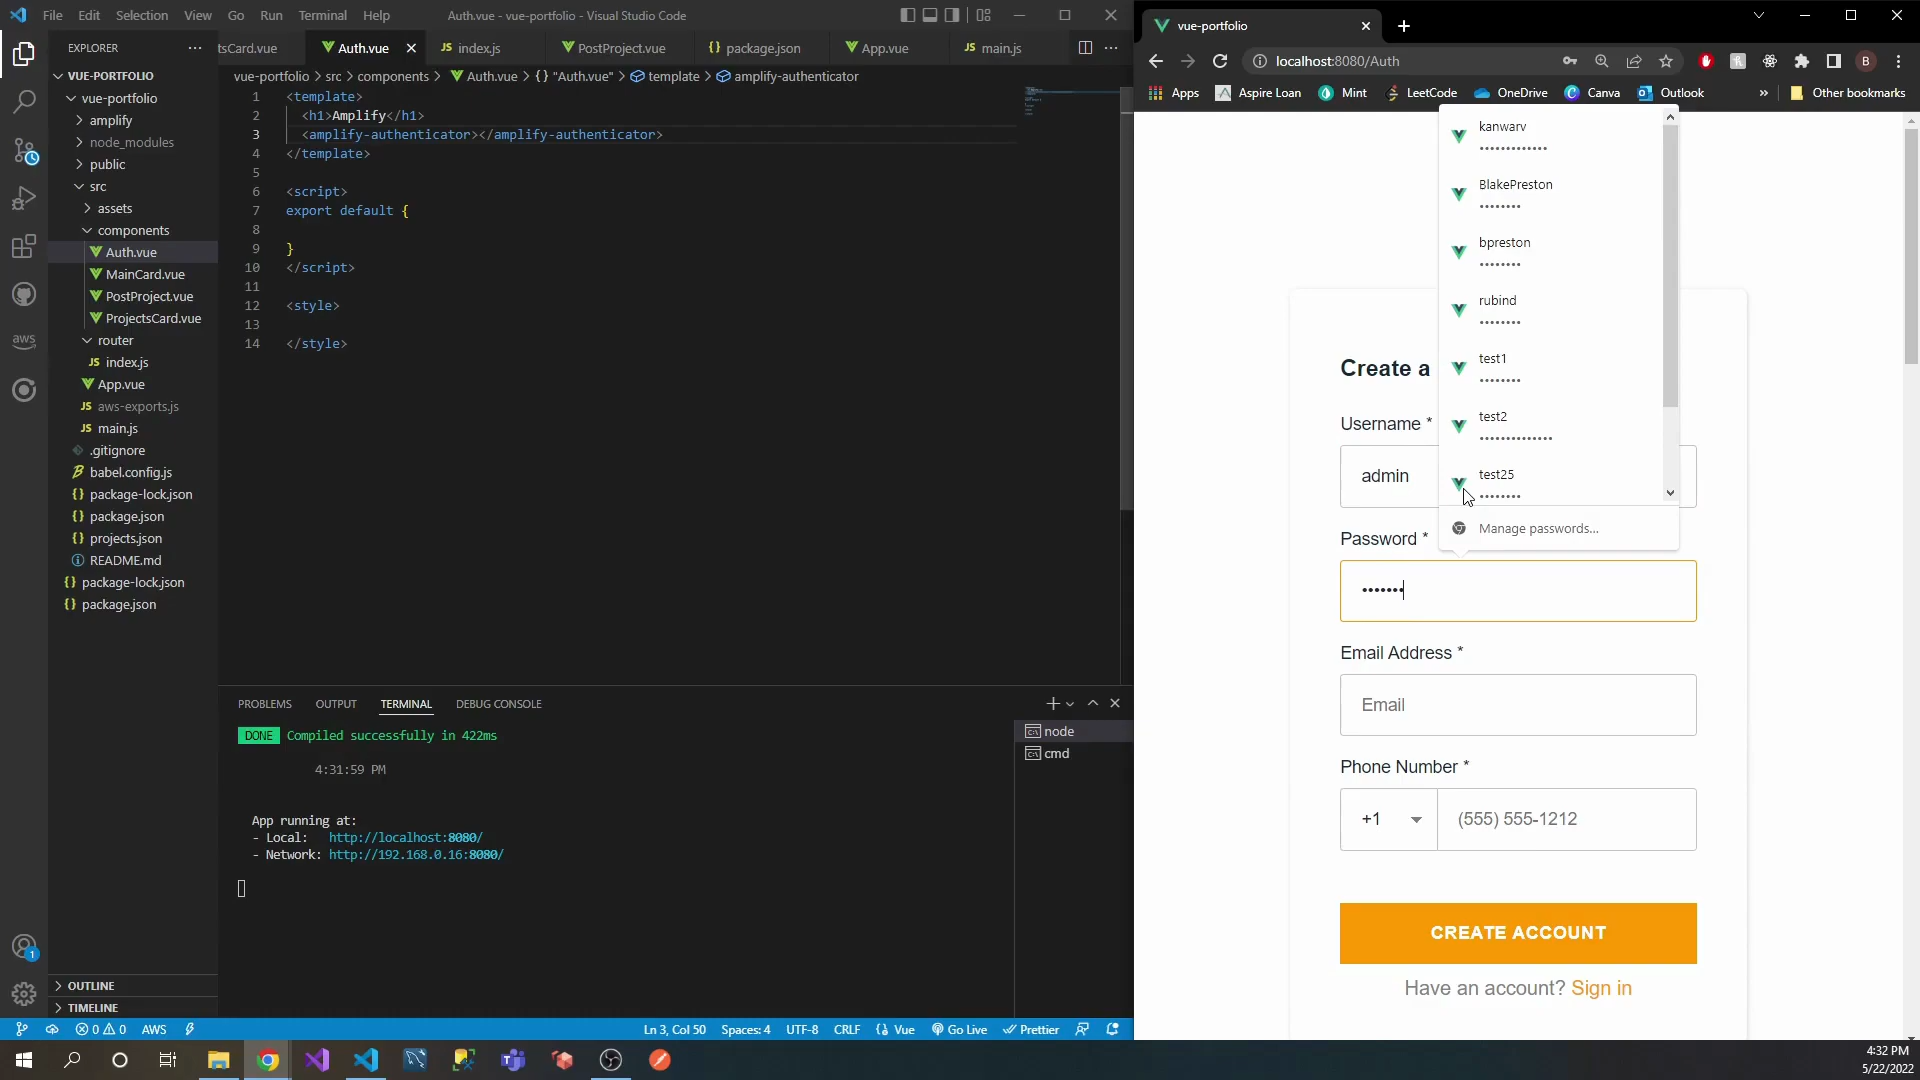 File Edit Selection View Go Run Terminal Help
Auth.vue - vue-portfolio - Visual Studio Code
EXPLORER
VUE-PORTFOLIO
vue-portfolio
amplify
node_modules
public
src
assets
components
Auth.vue
MainCard.vue
PostProject.vue
ProjectsCard.vue
router
JS index.js
App.vue
JS aws-exports.js
JS main.js
.gitignore
babel.config.js
{} package-lock.json
{} package.json
{} projects.json
README.md
{} package-lock.json
{} package.json
OUTLINE
TIMELINE
aws
1
tsCard.vue Auth.vue JS index.js PostProject.vue {} package.json App.vue JS main.js
vue-portfolio > src > components > Auth.vue > {} "Auth.vue" > template > amplify-authenticator
1 <template>
2 <h1>Amplify</h1>
3 <amplify-authenticator></amplify-authenticator>
4 </template>
5
6 <script>
7 export default {
8
9 }
10 </script>
11
12 <style>
13
14 </style>
PROBLEMS OUTPUT TERMINAL DEBUG CONSOLE
DONE Compiled successfully in 422ms
4:31:59 PM
App running at:
- Local: http://localhost:8080/
- Network: http://192.168.0.16:8080/
node
cmd
0 0 AWS
Ln 3, Col 50 Spaces: 4 UTF-8 CRLF {} Vue Go Live Prettier
vue-portfolio
localhost:8080/Auth
B
Apps Aspire Loan Mint LeetCode OneDrive Canva Outlook » Other bookmarks
kanwarv
•••••••••••••
BlakePreston
••••••••
bpreston
••••••••
rubind
••••••••
test1
••••••••
test2
••••••••••••••
test25
••••••••
Manage passwords...
Create a
Username *
admin
Password *
•••••••
Email Address *
Email
Phone Number *
+1 (555) 555-1212
CREATE ACCOUNT
Have an account? Sign in
4:32 PM
5/22/2022